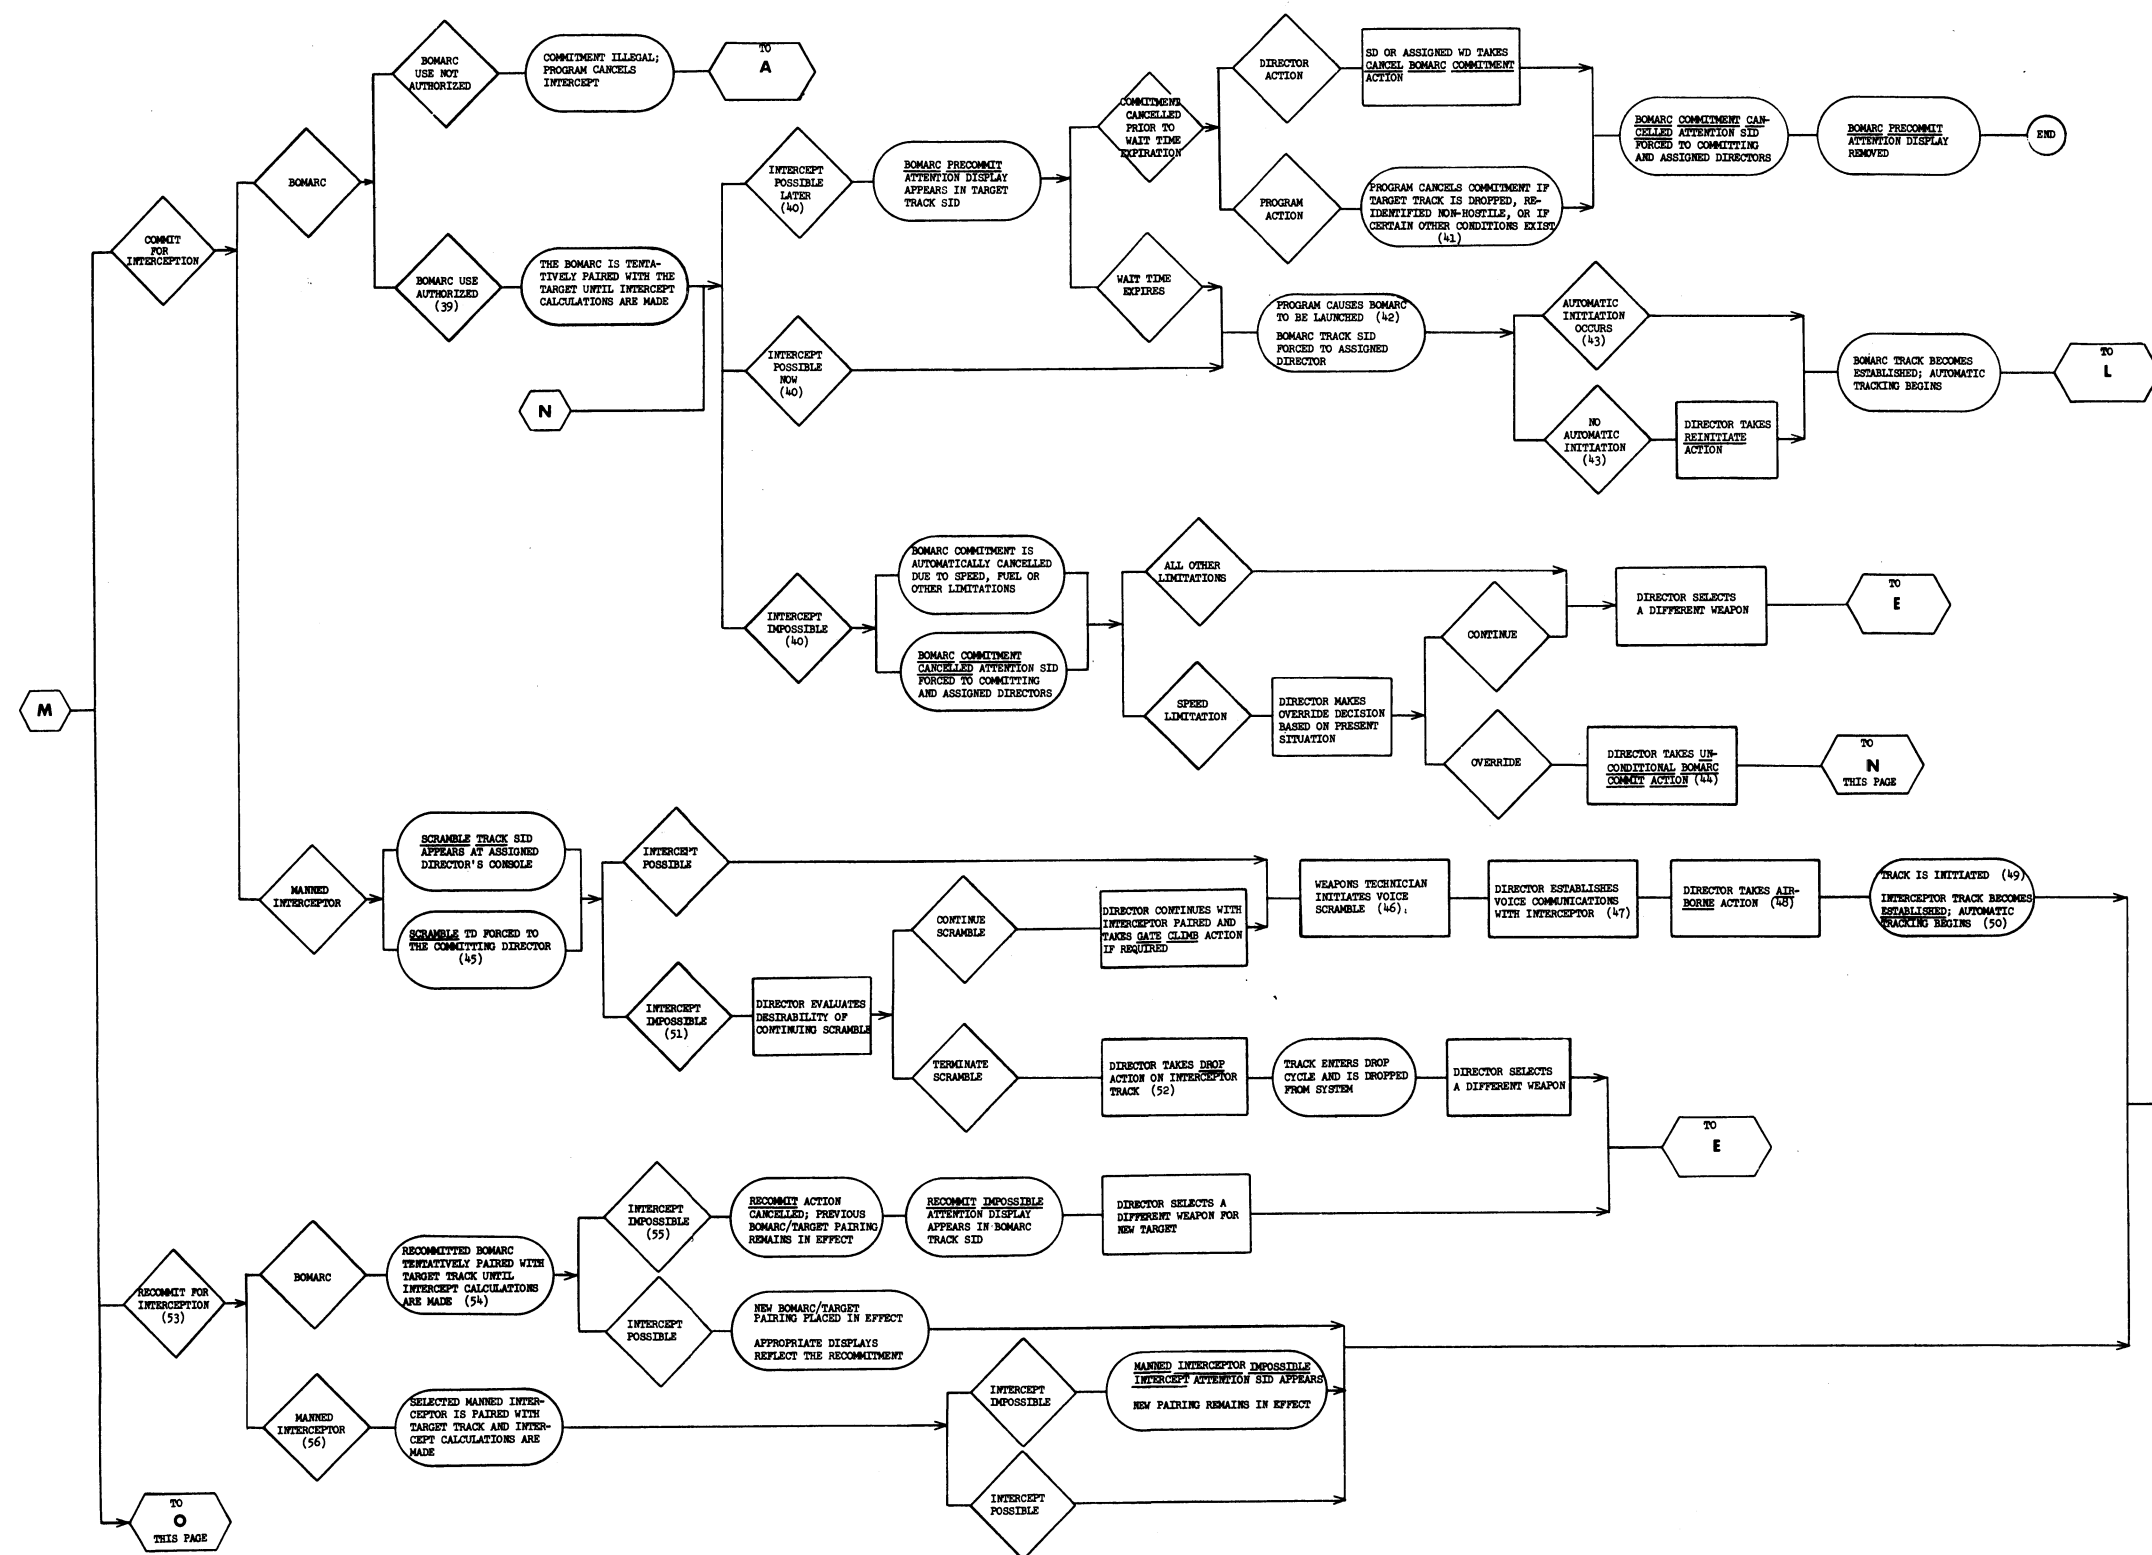 BOMARC
USE NOT
AUTHORIZED
COMMITMENT ILLEGAL;
PROGRAM CANCELS
INTERCEPT
TO
A
COMMIT
FOR
INTERCEPTION
BOMARC
BOMARC USE
AUTHORIZED
(39)
THE BOMARC IS TENTA-
TIVELY PAIRED WITH THE
TARGET UNTIL INTERCEPT
CALCULATIONS ARE MADE
N
INTERCEPT
POSSIBLE
LATER
(40)
BOMARC PRECOMMIT
ATTENTION DISPLAY
APPEARS IN TARGET
TRACK SID
COMMITMENT
CANCELLED
PRIOR TO
WAIT TIME
EXPIRATION
DIRECTOR
ACTION
SD OR ASSIGNED WD TAKES
CANCEL BOMARC COMMITMENT
ACTION
PROGRAM
ACTION
PROGRAM CANCELS COMMITMENT IF
TARGET TRACK IS DROPPED, RE-
IDENTIFIED NON-HOSTILE, OR IF
CERTAIN OTHER CONDITIONS EXIST
(41)
BOMARC COMMITMENT CAN-
CELLED ATTENTION SID
FORCED TO COMMITTING
AND ASSIGNED DIRECTORS
BOMARC PRECOMMIT
ATTENTION DISPLAY
REMOVED
END
WAIT TIME
EXPIRES
INTERCEPT
POSSIBLE
NOW
(40)
PROGRAM CAUSES BOMARC
TO BE LAUNCHED (42)
BOMARC TRACK SID
FORCED TO ASSIGNED
DIRECTOR
AUTOMATIC
INITIATION
OCCURS
(43)
NO
AUTOMATIC
INITIATION
(43)
DIRECTOR TAKES
REINITIATE
ACTION
BOMARC TRACK BECOMES
ESTABLISHED; AUTOMATIC
TRACKING BEGINS
TO
L
INTERCEPT
IMPOSSIBLE
(40)
BOMARC COMMITMENT IS
AUTOMATICALLY CANCELLED
DUE TO SPEED, FUEL OR
OTHER LIMITATIONS
BOMARC COMMITMENT
CANCELLED ATTENTION SID
FORCED TO COMMITTING
AND ASSIGNED DIRECTORS
ALL OTHER
LIMITATIONS
SPEED
LIMITATION
DIRECTOR MAKES
OVERRIDE DECISION
BASED ON PRESENT
SITUATION
CONTINUE
DIRECTOR SELECTS
A DIFFERENT WEAPON
TO
E
OVERRIDE
DIRECTOR TAKES UN-
CONDITIONAL BOMARC
COMMIT ACTION (44)
TO
N
THIS PAGE
M
MANNED
INTERCEPTOR
SCRAMBLE TRACK SID
APPEARS AT ASSIGNED
DIRECTOR'S CONSOLE
SCRAMBLE TD FORCED TO
THE COMMITTING DIRECTOR
(45)
INTERCEPT
POSSIBLE
INTERCEPT
IMPOSSIBLE
(51)
DIRECTOR EVALUATES
DESIRABILITY OF
CONTINUING SCRAMBLE
CONTINUE
SCRAMBLE
DIRECTOR CONTINUES WITH
INTERCEPTOR PAIRED AND
TAKES GATE CLIMB ACTION
IF REQUIRED
WEAPONS TECHNICIAN
INITIATES VOICE
SCRAMBLE (46)
DIRECTOR ESTABLISHES
VOICE COMMUNICATIONS
WITH INTERCEPTOR (47)
DIRECTOR TAKES AIR-
BORNE ACTION (48)
TRACK IS INITIATED (49)
INTERCEPTOR TRACK BECOMES
ESTABLISHED; AUTOMATIC
TRACKING BEGINS (50)
TERMINATE
SCRAMBLE
DIRECTOR TAKES DROP
ACTION ON INTERCEPTOR
TRACK (52)
TRACK ENTERS DROP
CYCLE AND IS DROPPED
FROM SYSTEM
DIRECTOR SELECTS
A DIFFERENT WEAPON
TO
E
RECOMMIT FOR
INTERCEPTION
(53)
BOMARC
RECOMMITTED BOMARC
TENTATIVELY PAIRED WITH
TARGET TRACK UNTIL
INTERCEPT CALCULATIONS
ARE MADE (54)
INTERCEPT
IMPOSSIBLE
(55)
RECOMMIT ACTION
CANCELLED; PREVIOUS
BOMARC/TARGET PAIRING
REMAINS IN EFFECT
RECOMMIT IMPOSSIBLE
ATTENTION DISPLAY
APPEARS IN BOMARC
TRACK SID
DIRECTOR SELECTS A
DIFFERENT WEAPON FOR
NEW TARGET
INTERCEPT
POSSIBLE
NEW BOMARC/TARGET
PAIRING PLACED IN EFFECT
APPROPRIATE DISPLAYS
REFLECT THE RECOMMITMENT
MANNED
INTERCEPTOR
(56)
SELECTED MANNED INTER-
CEPTOR IS PAIRED WITH
TARGET TRACK AND INTER-
CEPT CALCULATIONS ARE
MADE
INTERCEPT
IMPOSSIBLE
MANNED INTERCEPTOR IMPOSSIBLE
INTERCEPT ATTENTION SID APPEARS
NEW PAIRING REMAINS IN EFFECT
INTERCEPT
POSSIBLE
TO
O
THIS PAGE